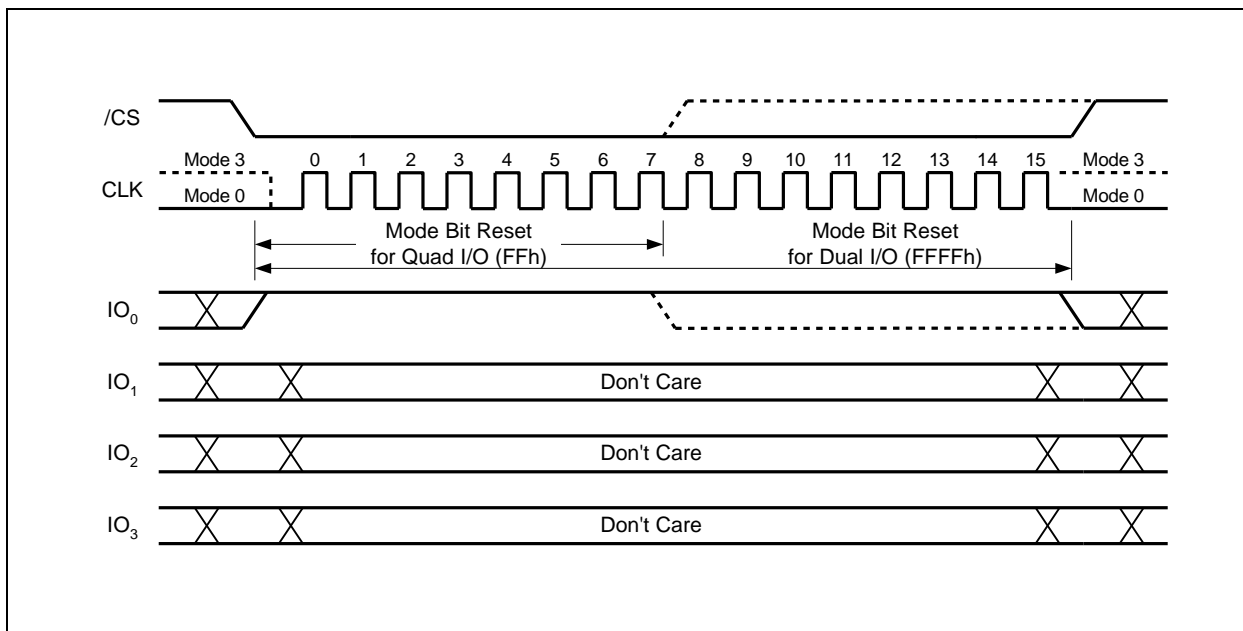 /CS
0 1 2 3 4 5 6 7 8 9 10 11 12 13 14 15
Mode 3 Mode 3
CLK
Mode 0 Mode 0
Mode Bit Reset Mode Bit Reset
for Quad I/O (FFh) for Dual I/O (FFFFh)
IO0
IO1 Don't Care
IO2 Don't Care
IO3 Don't Care